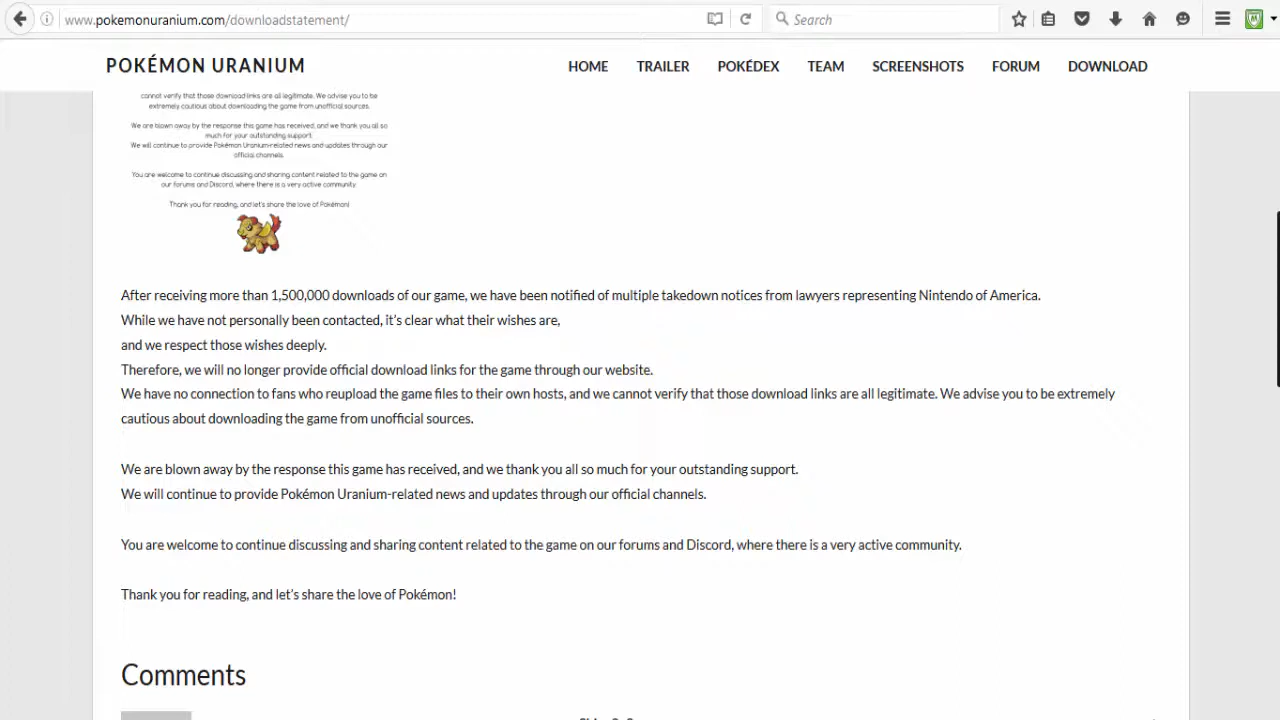 www.pokemonuranium.com/downloadstatement/
Search
POKÉMON URANIUM
HOME TRAILER POKÉDEX TEAM SCREENSHOTS FORUM DOWNLOAD
cannot verify that those download links are all legitimate. We advise you to be
extremely cautious about downloading the game from unofficial sources.
We are blown away by the response this game has received, and we thank you all so
much for your outstanding support.
We will continue to provide Pokémon Uranium-related news and updates through our
official channels.
You are welcome to continue discussing and sharing content related to the game on
our forums and Discord, where there is a very active community.
Thank you for reading, and let's share the love of Pokémon!
After receiving more than 1,500,000 downloads of our game, we have been notified of multiple takedown notices from lawyers representing Nintendo of America.
While we have not personally been contacted, it's clear what their wishes are,
and we respect those wishes deeply.
Therefore, we will no longer provide official download links for the game through our website.
We have no connection to fans who reupload the game files to their own hosts, and we cannot verify that those download links are all legitimate. We advise you to be extremely
cautious about downloading the game from unofficial sources.
We are blown away by the response this game has received, and we thank you all so much for your outstanding support.
We will continue to provide Pokémon Uranium-related news and updates through our official channels.
You are welcome to continue discussing and sharing content related to the game on our forums and Discord, where there is a very active community.
Thank you for reading, and let's share the love of Pokémon!
Comments